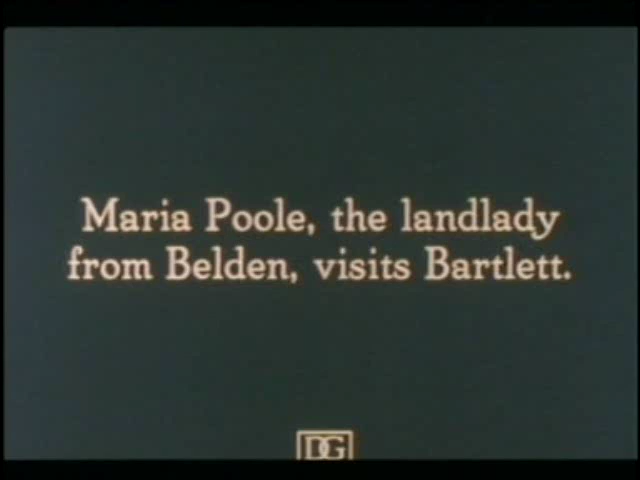 Maria Poole, the landlady
from Belden, visits Bartlett.
DG